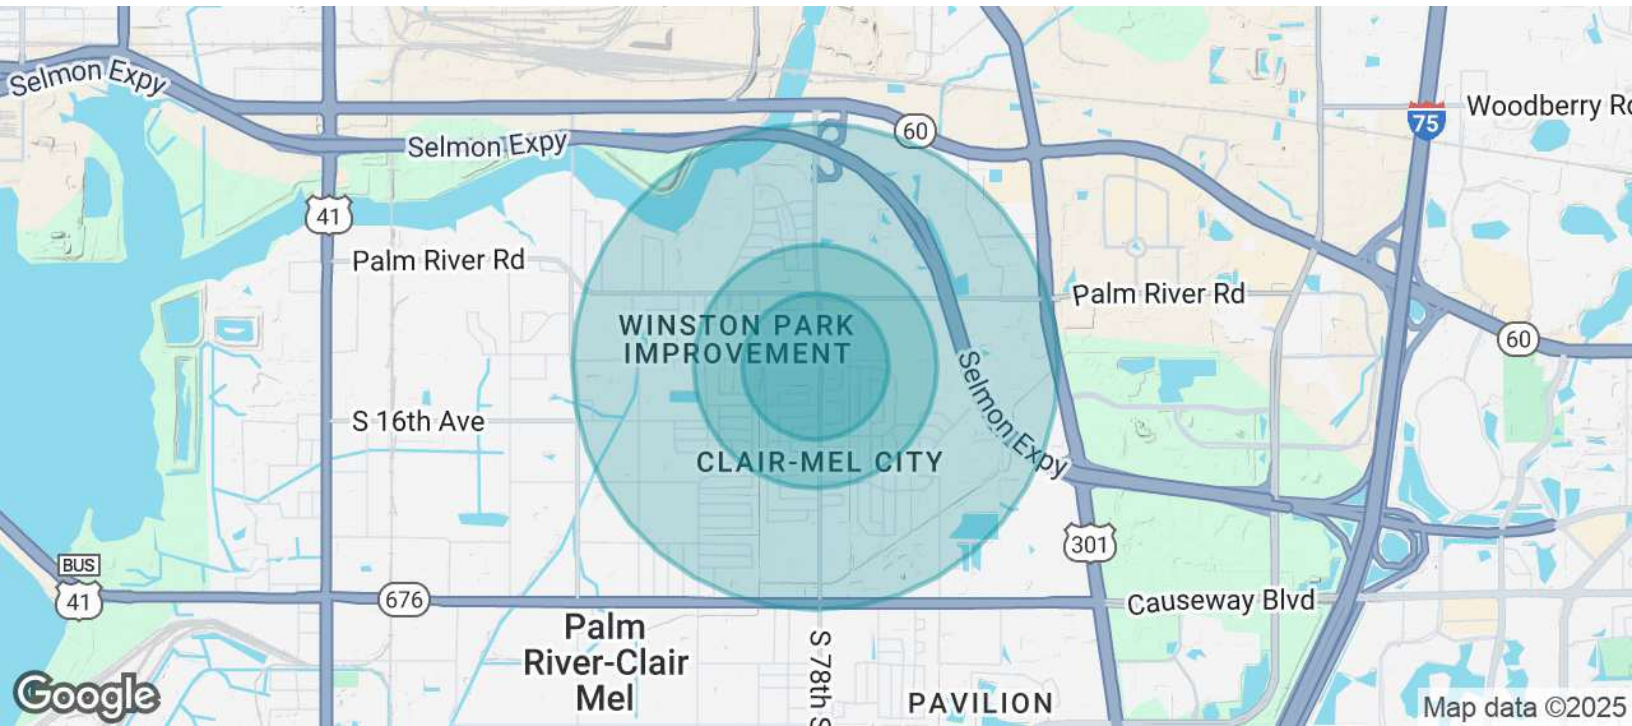 Selmon Expy
Selmon Expy
60
75
Woodberry Rd
41
Palm River Rd
Palm River Rd
WINSTON PARK
IMPROVEMENT
60
Selmon Expy
S 16th Ave
CLAIR-MEL CITY
301
BUS
41
676
Causeway Blvd
Palm
River-Clair
Mel
S 78th S
PAVILION
Google
Map data ©2025